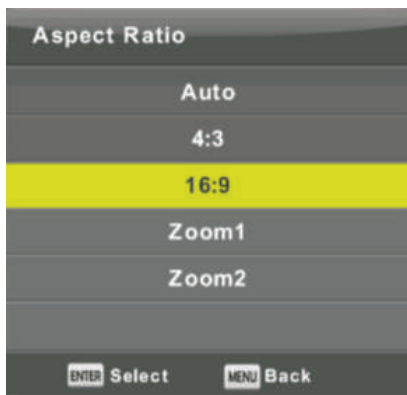 Aspect Ratio
Auto
4:3
16:9
Zoom1
Zoom2
ENTER Select MENU Back